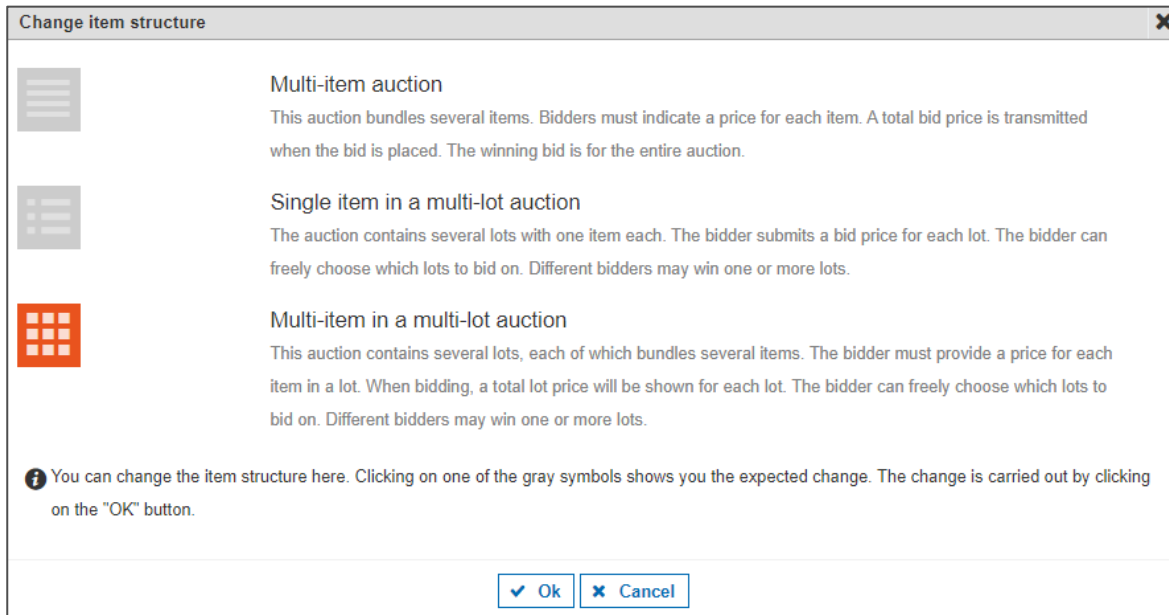 Change item structure
Multi-item auction
This auction bundles several items. Bidders must indicate a price for each item. A total bid price is transmitted
when the bid is placed. The winning bid is for the entire auction.
Single item in a multi-lot auction
The auction contains several lots with one item each. The bidder submits a bid price for each lot. The bidder can
freely choose which lots to bid on. Different bidders may win one or more lots.
Multi-item in a multi-lot auction
This auction contains several lots, each of which bundles several items. The bidder must provide a price for each
item in a lot. When bidding, a total lot price will be shown for each lot. The bidder can freely choose which lots to
bid on. Different bidders may win one or more lots.
You can change the item structure here. Clicking on one of the gray symbols shows you the expected change. The change is carried out by clicking
on the "OK" button.
Ok
Cancel